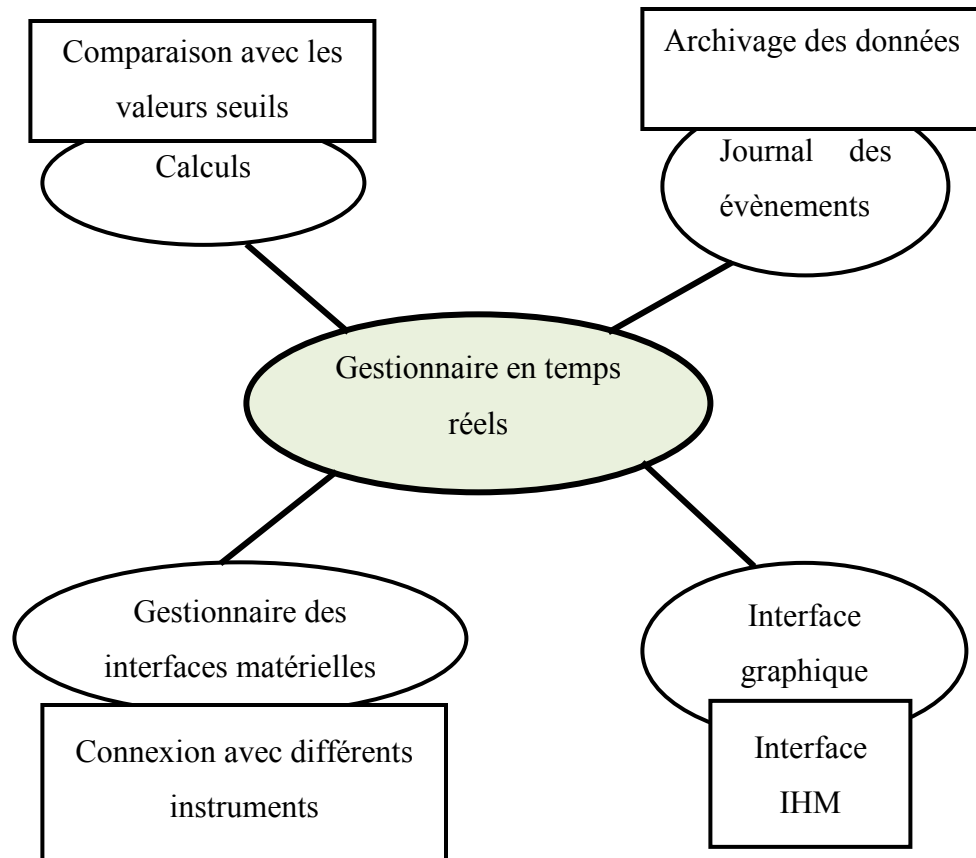 Comparaison avec les
valeurs seuils
Calculs
Archivage des données
Journal des
évènements
Gestionnaire en temps
réels
Gestionnaire des
interfaces matérielles
Connexion avec différents
instruments
Interface
graphique
Interface
IHM